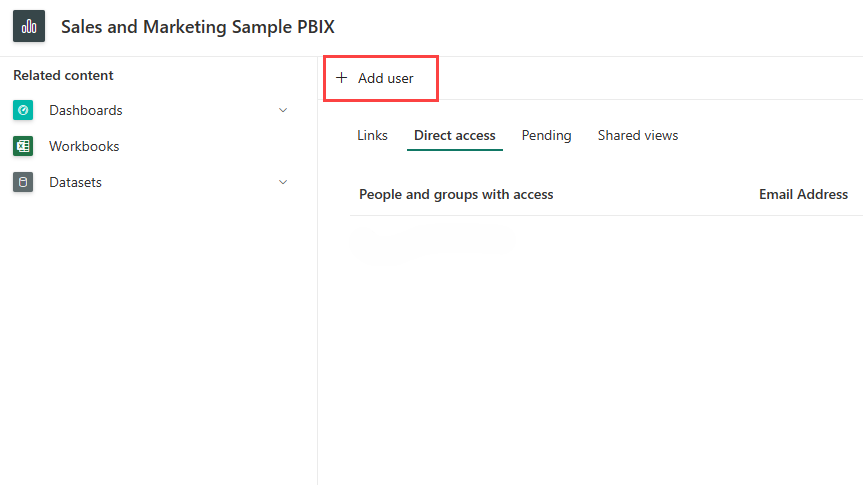 Sales and Marketing Sample PBIX
Related content
Dashboards
Workbooks
Datasets
+ Add user
Links Direct access Pending Shared views
People and groups with access Email Address